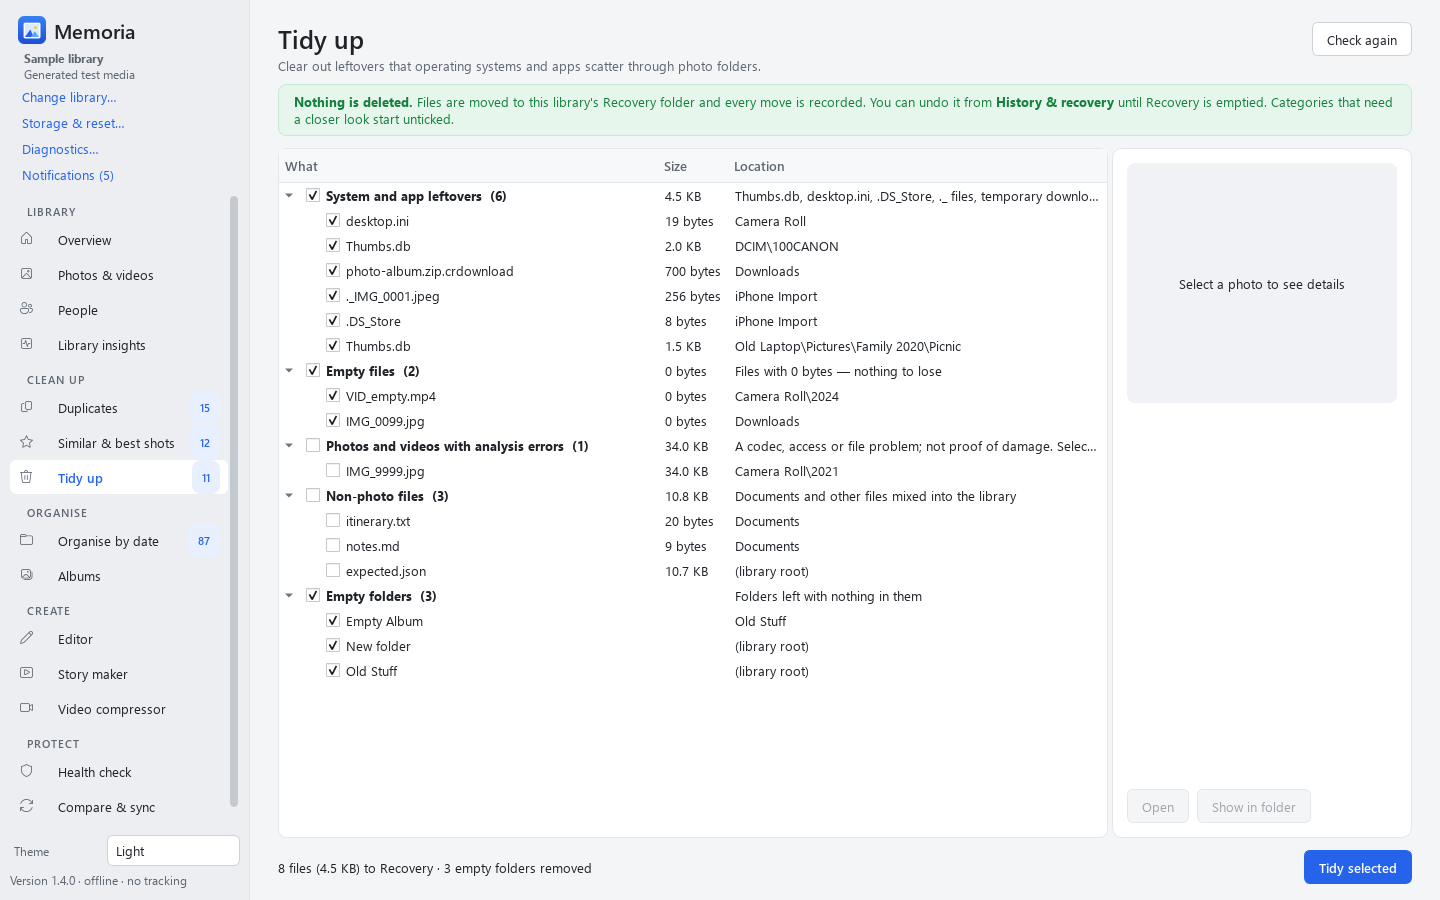 Memoria
Sample library
Generated test media
Change library...
Storage & reset...
Diagnostics...
Notifications (5)
LIBRARY
Overview
Photos & videos
People
Library insights
CLEAN UP
Duplicates 15
Similar & best shots 12
Tidy up 11
ORGANISE
Organise by date 87
Albums
CREATE
Editor
Story maker
Video compressor
PROTECT
Health check
Compare & sync
Theme Light
Version 1.4.0 · offline · no tracking
Tidy up
Check again
Clear out leftovers that operating systems and apps scatter through photo folders.
Nothing is deleted. Files are moved to this library's Recovery folder and every move is recorded. You can undo it from History & recovery until Recovery is emptied. Categories that need
a closer look start unticked.
What Size Location
System and app leftovers (6) 4.5 KB Thumbs.db, desktop.ini, .DS_Store, ._ files, temporary downlo...
desktop.ini 19 bytes Camera Roll
Thumbs.db 2.0 KB DCIM\100CANON
photo-album.zip.crdownload 700 bytes Downloads
._IMG_0001.jpeg 256 bytes iPhone Import
.DS_Store 8 bytes iPhone Import
Thumbs.db 1.5 KB Old Laptop\Pictures\Family 2020\Picnic
Empty files (2) 0 bytes Files with 0 bytes — nothing to lose
VID_empty.mp4 0 bytes Camera Roll\2024
IMG_0099.jpg 0 bytes Downloads
Photos and videos with analysis errors (1) 34.0 KB A codec, access or file problem; not proof of damage. Selec...
IMG_9999.jpg 34.0 KB Camera Roll\2021
Non-photo files (3) 10.8 KB Documents and other files mixed into the library
itinerary.txt 20 bytes Documents
notes.md 9 bytes Documents
expected.json 10.7 KB (library root)
Empty folders (3) Folders left with nothing in them
Empty Album Old Stuff
New folder (library root)
Old Stuff (library root)
Select a photo to see details
Open Show in folder
8 files (4.5 KB) to Recovery · 3 empty folders removed
Tidy selected